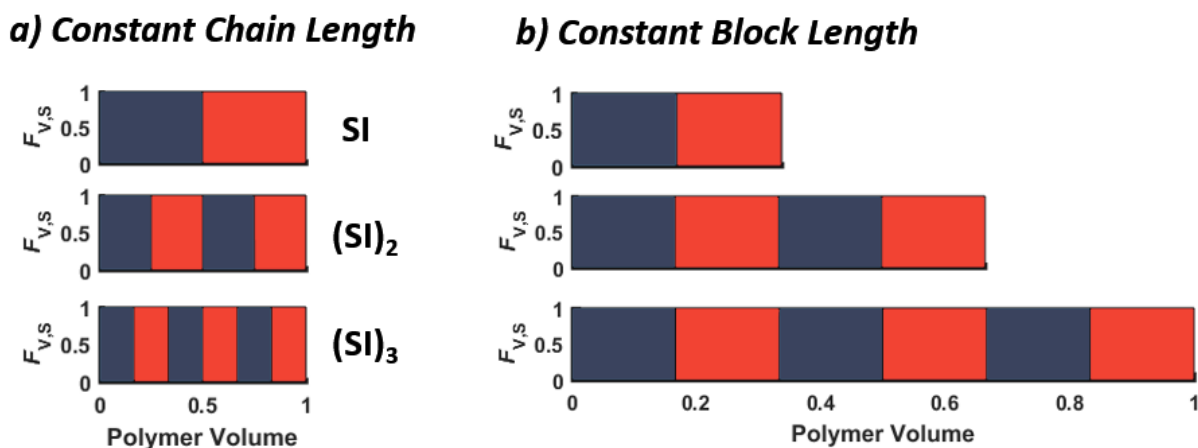 a) Constant Chain Length
b) Constant Block Length
1
0.5
0
F_V,S
SI
1
0.5
0
F_V,S
(SI)2
1
0.5
0
F_V,S
(SI)3
0 0.5 1
Polymer Volume
1
0.5
0
F_V,S
1
0.5
0
F_V,S
1
0.5
0
F_V,S
0 0.2 0.4 0.6 0.8 1
Polymer Volume